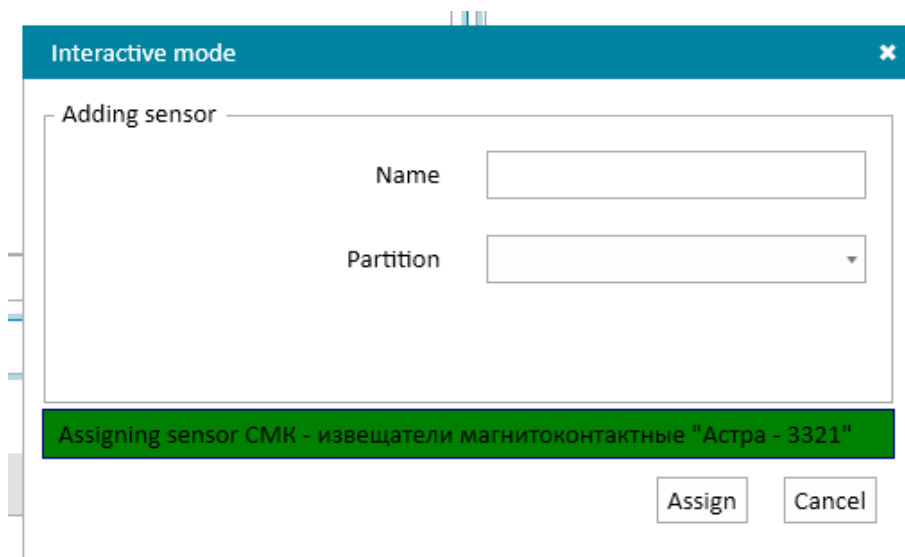 Interactive mode
Adding sensor
Name
Partition
Assigning sensor СМК - извещатели магнитоконтактные "Астра - 3321"
Assign Cancel